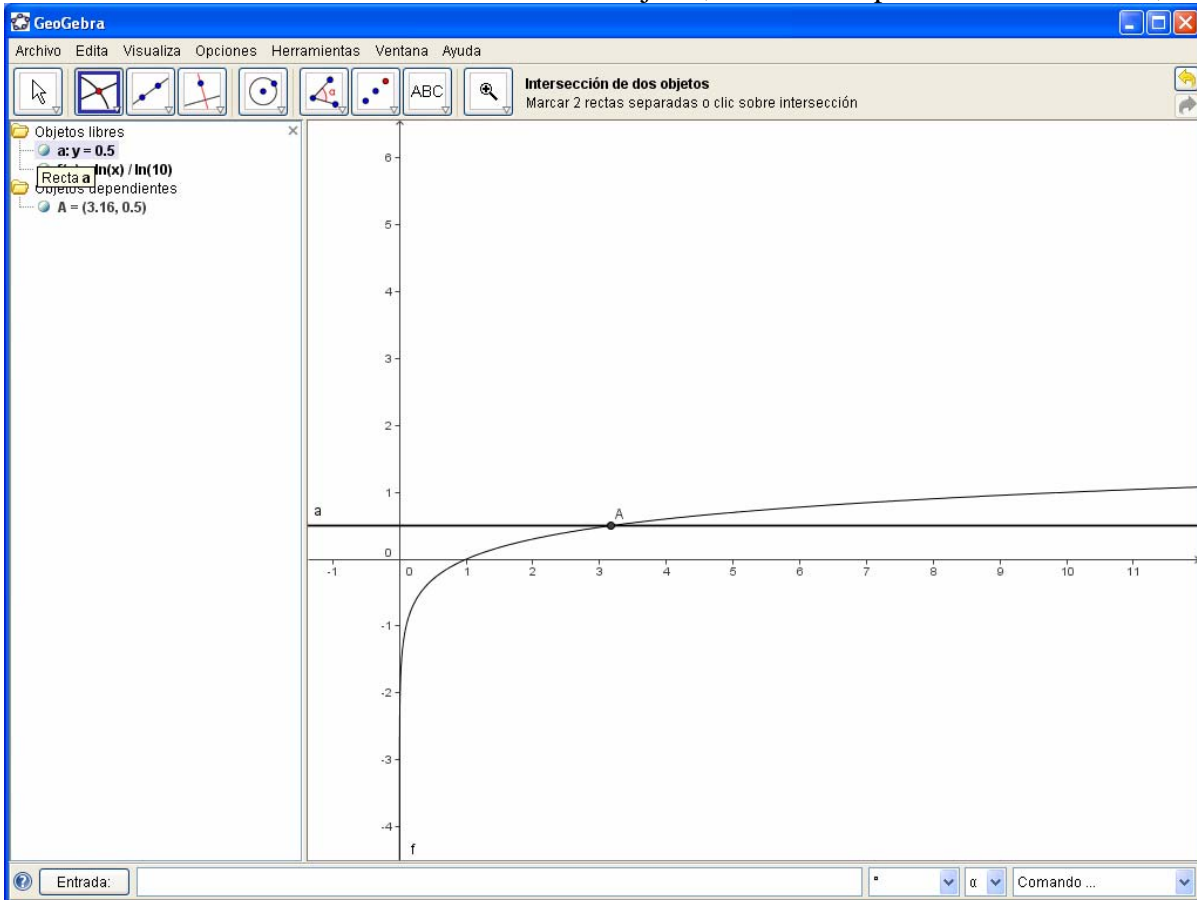 GeoGebra
Archivo Edita Visualiza Opciones Herramientas Ventana Ayuda
ABC
Intersección de dos objetos
Marcar 2 rectas separadas o clic sobre intersección
Objetos libres
a: y = 0.5
ln(x) / ln(10)
Recta a
Objetos dependientes
A = (3.16, 0.5)
6
5
4
3
2
1
a
A
0
-1 0 1 2 3 4 5 6 7 8 9 10 11
-1
-2
-3
-4
f
Entrada:
° α Comando ...